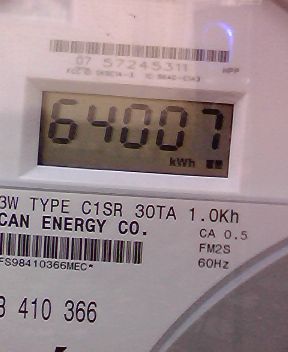 07 57245311 MPP
64007
kWh
3W TYPE C1SR 30TA 1.0Kh
CAN ENERGY CO.
CA 0.5
FM2S
FS98410366MEC*
60Hz
410 366